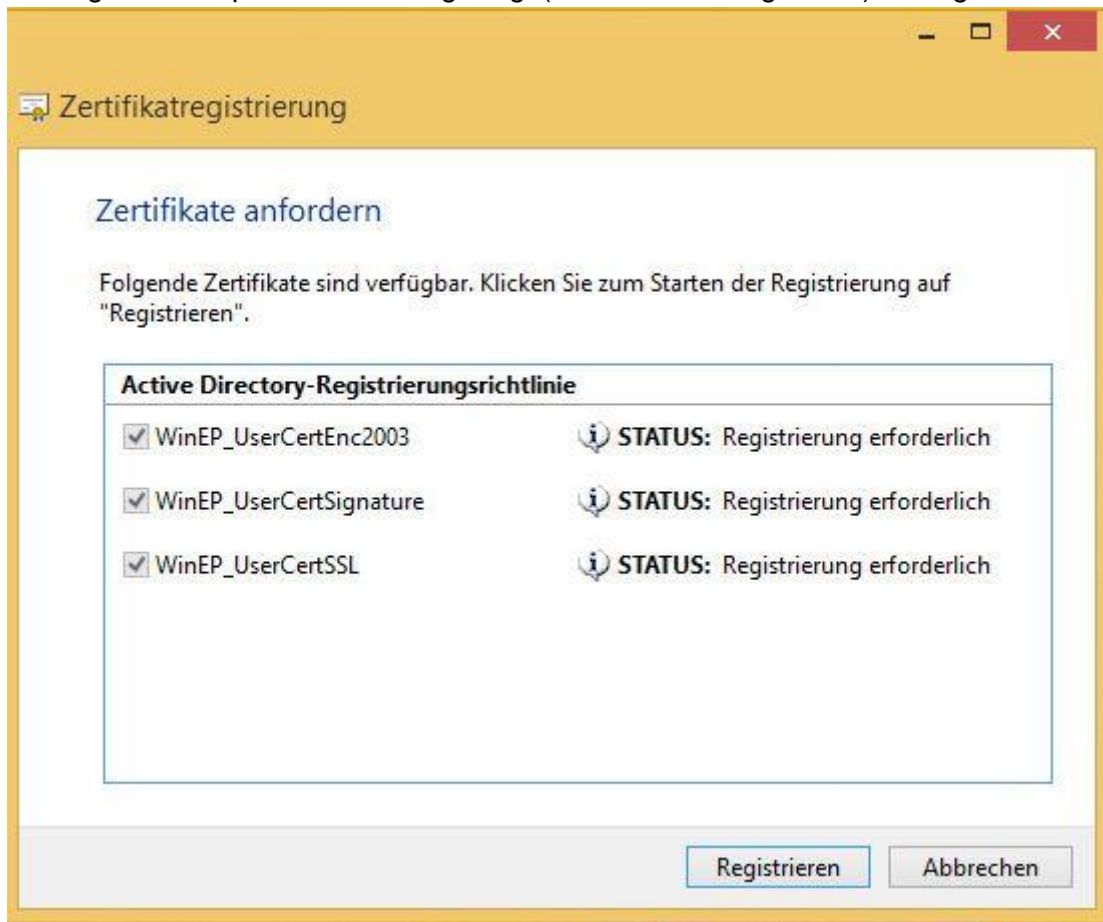 Zertifikatregistrierung
Zertifikate anfordern
Folgende Zertifikate sind verfügbar. Klicken Sie zum Starten der Registrierung auf
"Registrieren".
Active Directory-Registrierungsrichtlinie
WinEP_UserCertEnc2003 STATUS: Registrierung erforderlich
WinEP_UserCertSignature STATUS: Registrierung erforderlich
WinEP_UserCertSSL STATUS: Registrierung erforderlich
Registrieren Abbrechen